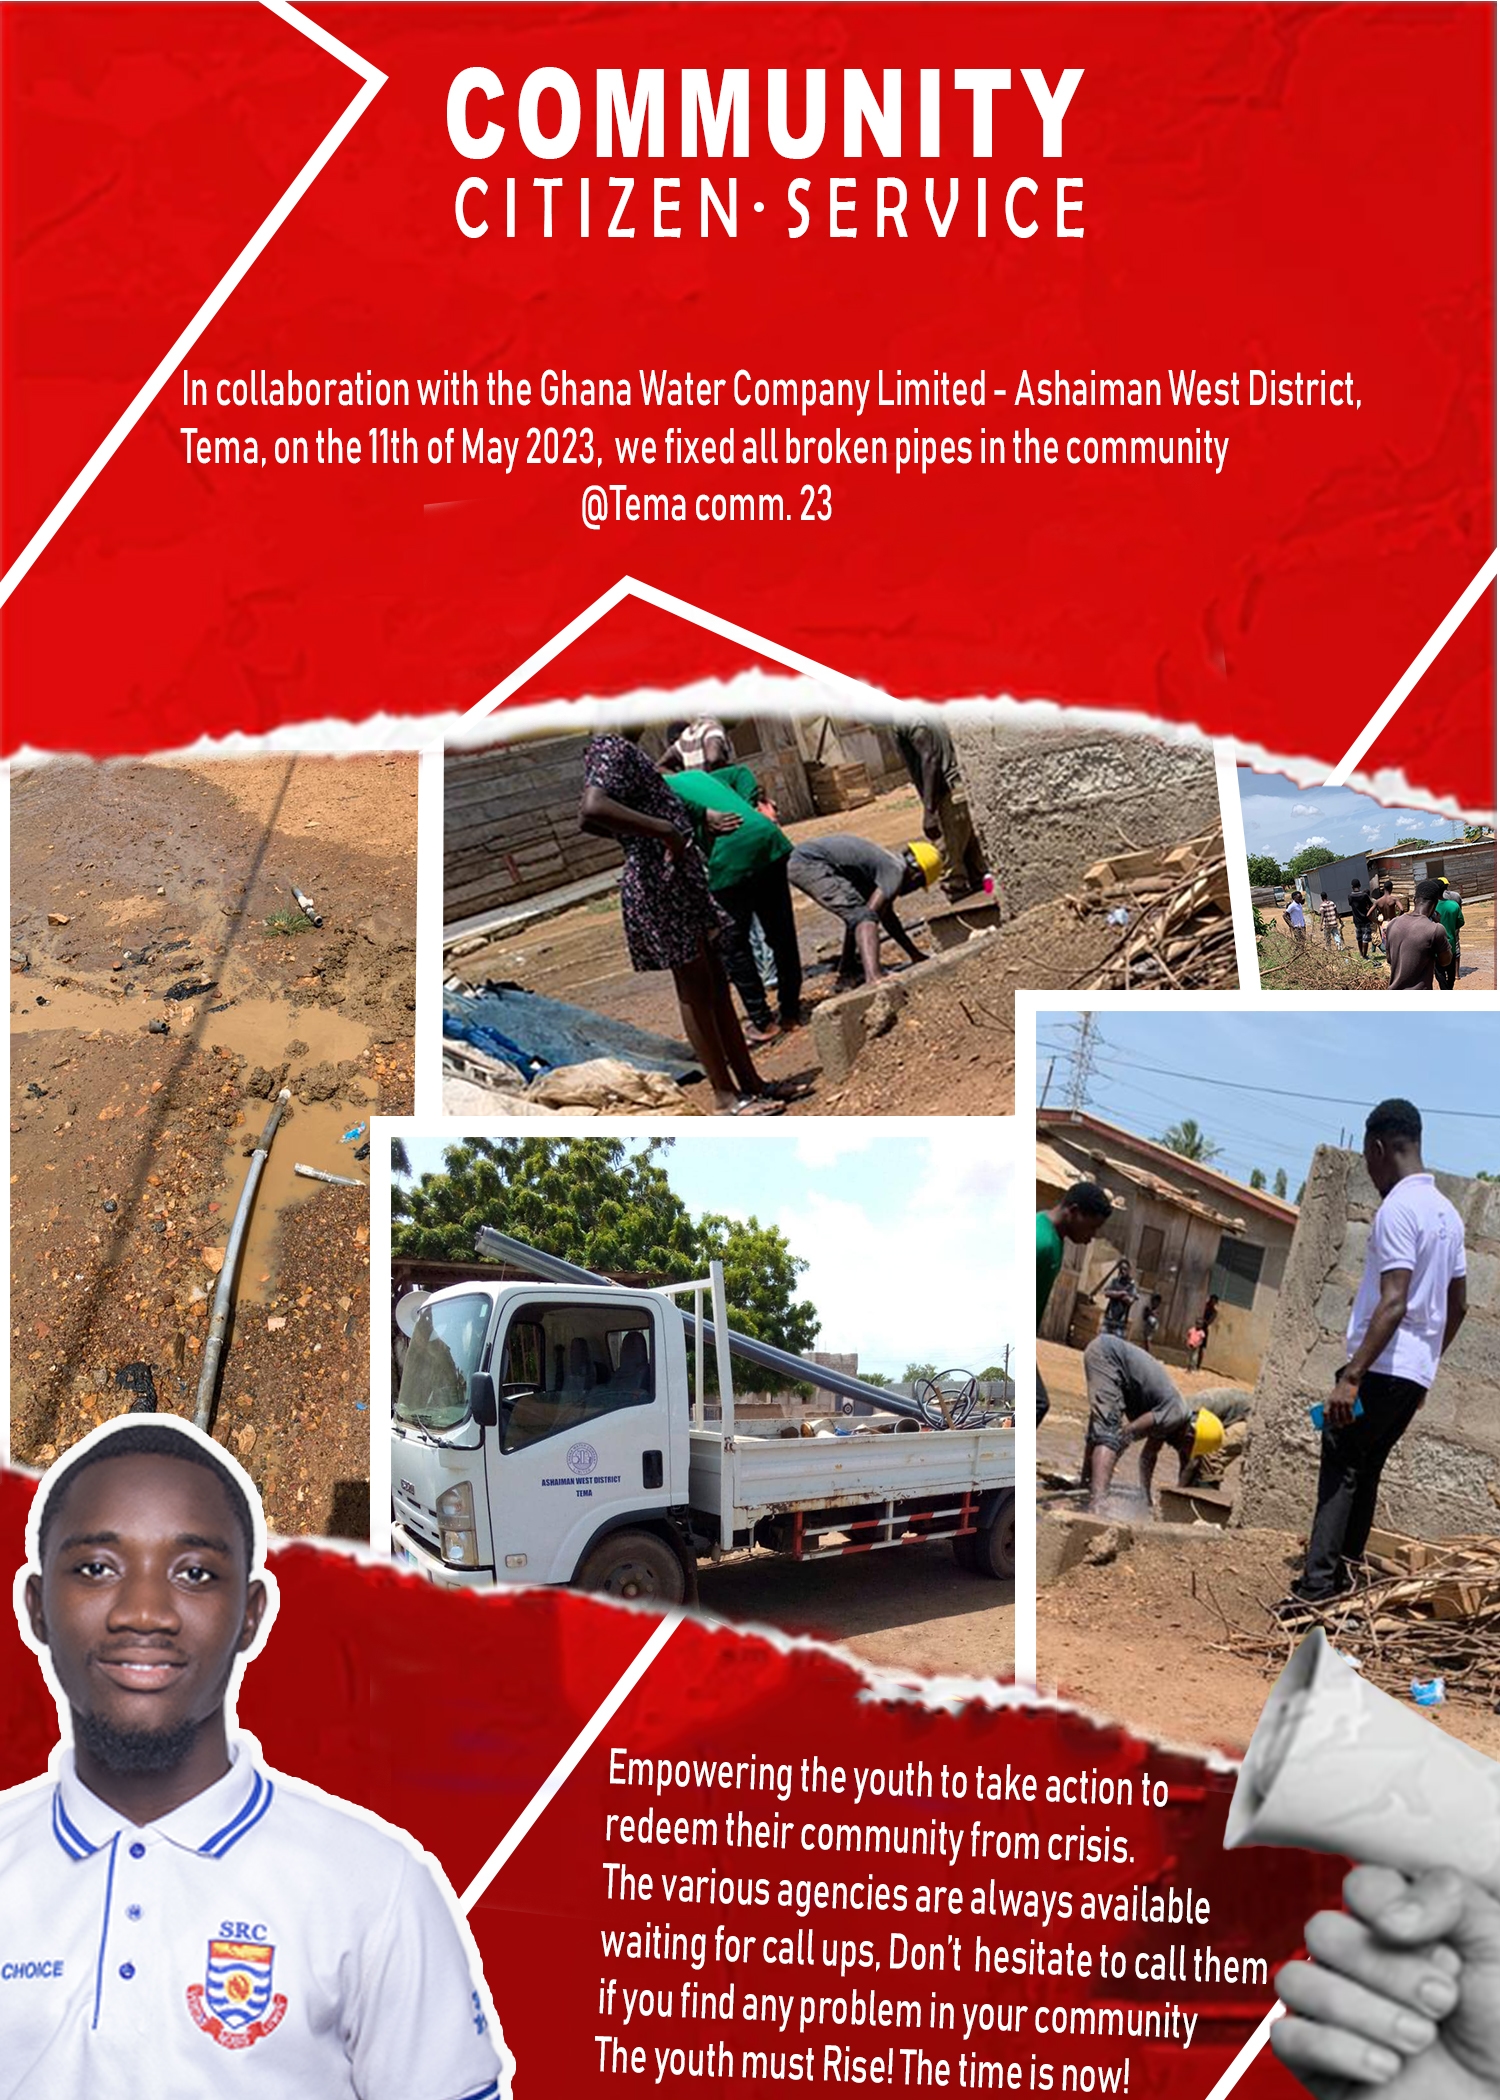 COMMUNITY
CITIZEN·SERVICE
In collaboration with the Ghana Water Company Limited - Ashaiman West District,
Tema, on the 11th of May 2023, we fixed all broken pipes in the community
@Tema comm. 23
ASHAIMAN WEST DISTRICT
TEMA
SRC
CHOICE
Empowering the youth to take action to
redeem their community from crisis.
The various agencies are always available
waiting for call ups, Don't hesitate to call them
if you find any problem in your community
The youth must Rise! The time is now!